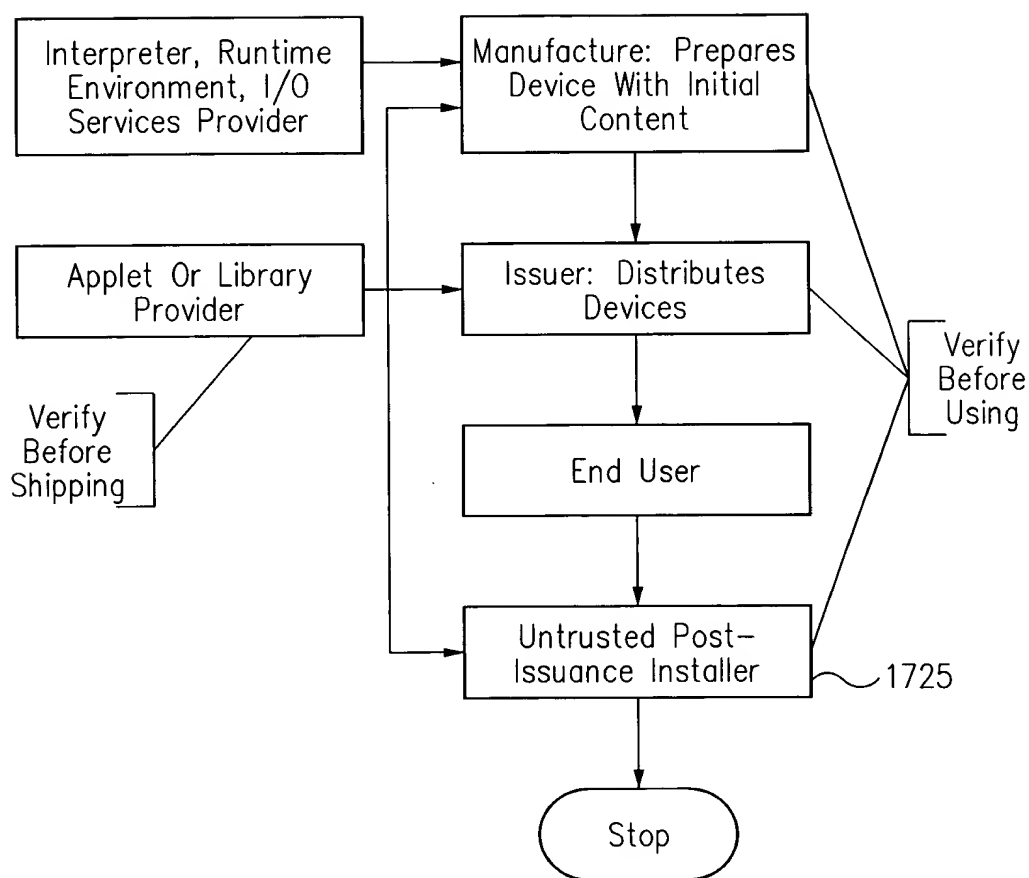 Interpreter, Runtime
Environment, I/O
Services Provider
Manufacture: Prepares
Device With Initial
Content
Applet Or Library
Provider
Issuer: Distributes
Devices
Verify
Before
Using
Verify
Before
Shipping
End User
Untrusted Post-
Issuance Installer
1725
Stop